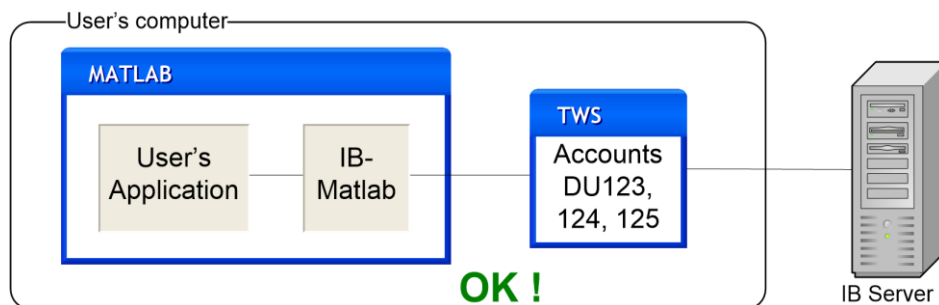 User's computer
MATLAB
User's
Application
IB-
Matlab
TWS
Accounts
DU123,
124, 125
OK !
IB Server